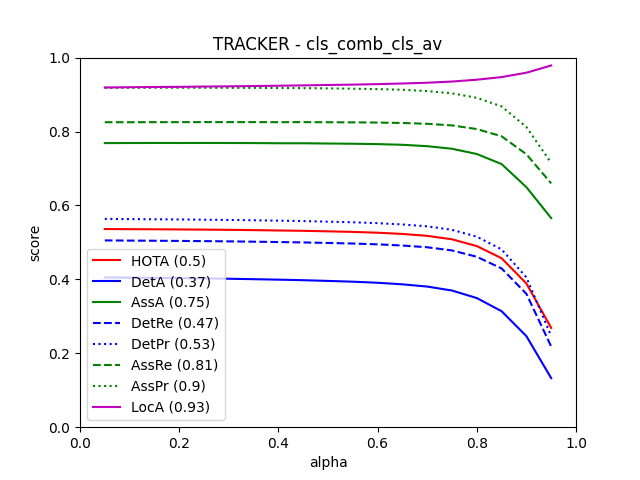 TRACKER - cls_comb_cls_av
1.0
0.8
0.6
0.4
0.2
0.0
score
HOTA (0.5)
DetA (0.37)
AssA (0.75)
DetRe (0.47)
DetPr (0.53)
AssRe (0.81)
AssPr (0.9)
LocA (0.93)
0.0 0.2 0.4 0.6 0.8 1.0
alpha